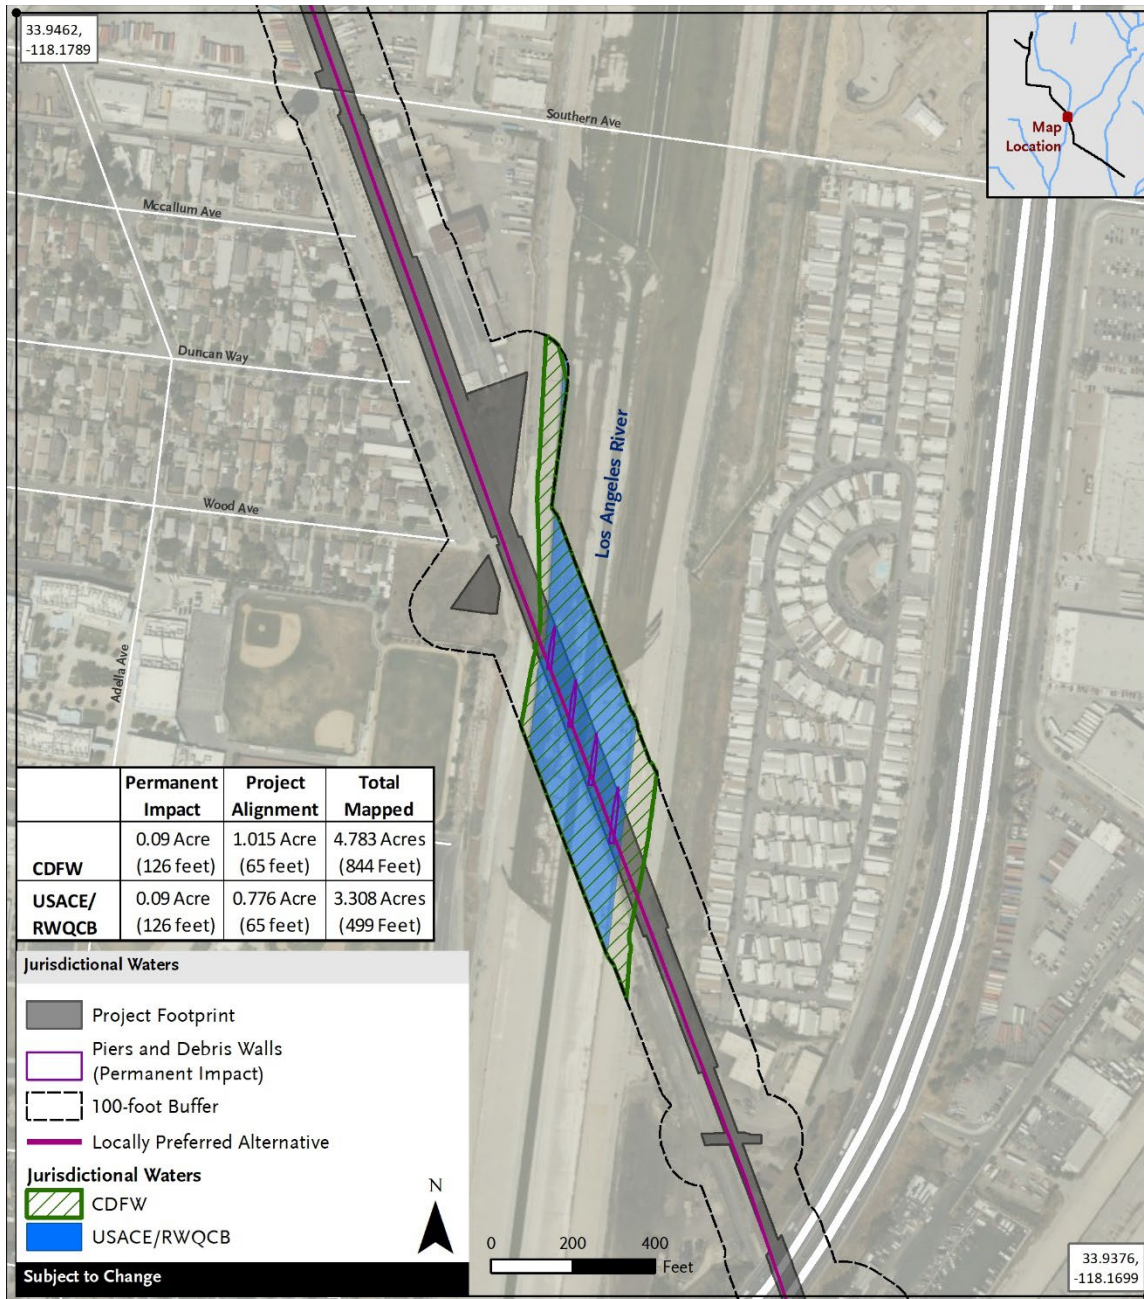 33.9462,
-118.1789
Southern Ave
Map
Location
Mccallum Ave
Duncan Way
Los Angeles River
Wood Ave
Adella Ave
Permanent Impact Project Alignment Total Mapped
CDFW 0.09 Acre (126 feet) 1.015 Acre (65 feet) 4.783 Acres (844 Feet)
USACE/RWQCB 0.09 Acre (126 feet) 0.776 Acre (65 feet) 3.308 Acres (499 Feet)
Jurisdictional Waters
Project Footprint
Piers and Debris Walls
(Permanent Impact)
100-foot Buffer
Locally Preferred Alternative
Jurisdictional Waters
CDFW
USACE/RWQCB
N
0 200 400
Feet
Subject to Change
33.9376,
-118.1699